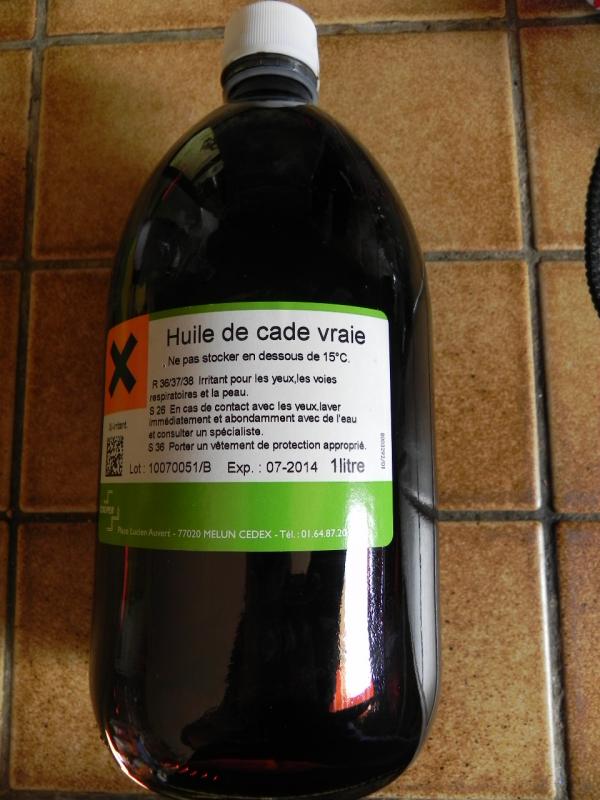 Huile de cade vraie
Ne pas stocker en dessous de 15°C.
R 36/37/38 Irritant pour les yeux,les voies
respiratoires et la peau.
S 26 En cas de contact avec les yeux,laver
immédiatement et abondamment avec de l'eau
et consulter un spécialiste.
S 36 Porter un vêtement de protection approprié.
Lot : 10070051/B Exp. : 07-2014 1litre
Place Lucien Auvert - 77020 MELUN CEDEX - Tél. : 01.64.87.20